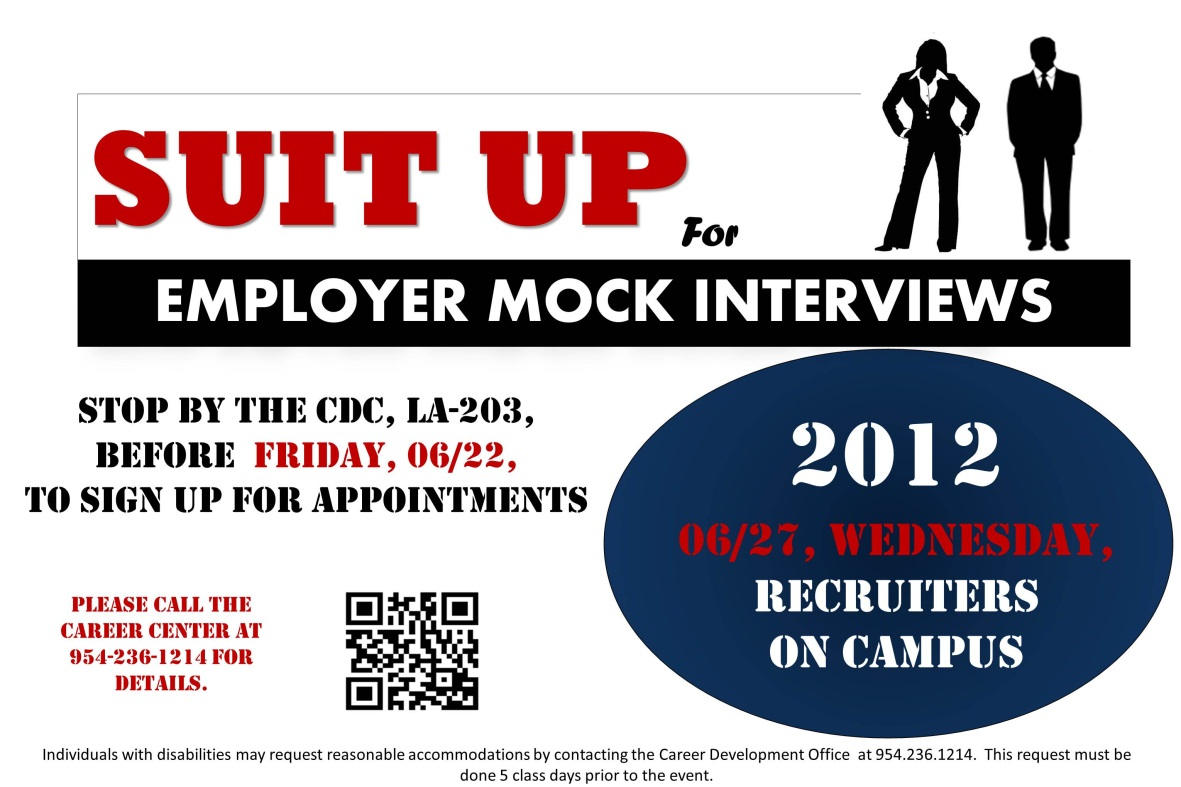 SUIT UP For
EMPLOYER MOCK INTERVIEWS
STOP BY THE CDC, LA-203,
BEFORE FRIDAY, 06/22,
TO SIGN UP FOR APPOINTMENTS
2012
06/27, WEDNESDAY,
RECRUITERS
ON CAMPUS
PLEASE CALL THE
CAREER CENTER AT
954-236-1214 FOR
DETAILS.
Individuals with disabilities may request reasonable accommodations by contacting the Career Development Office at 954.236.1214. This request must be
done 5 class days prior to the event.